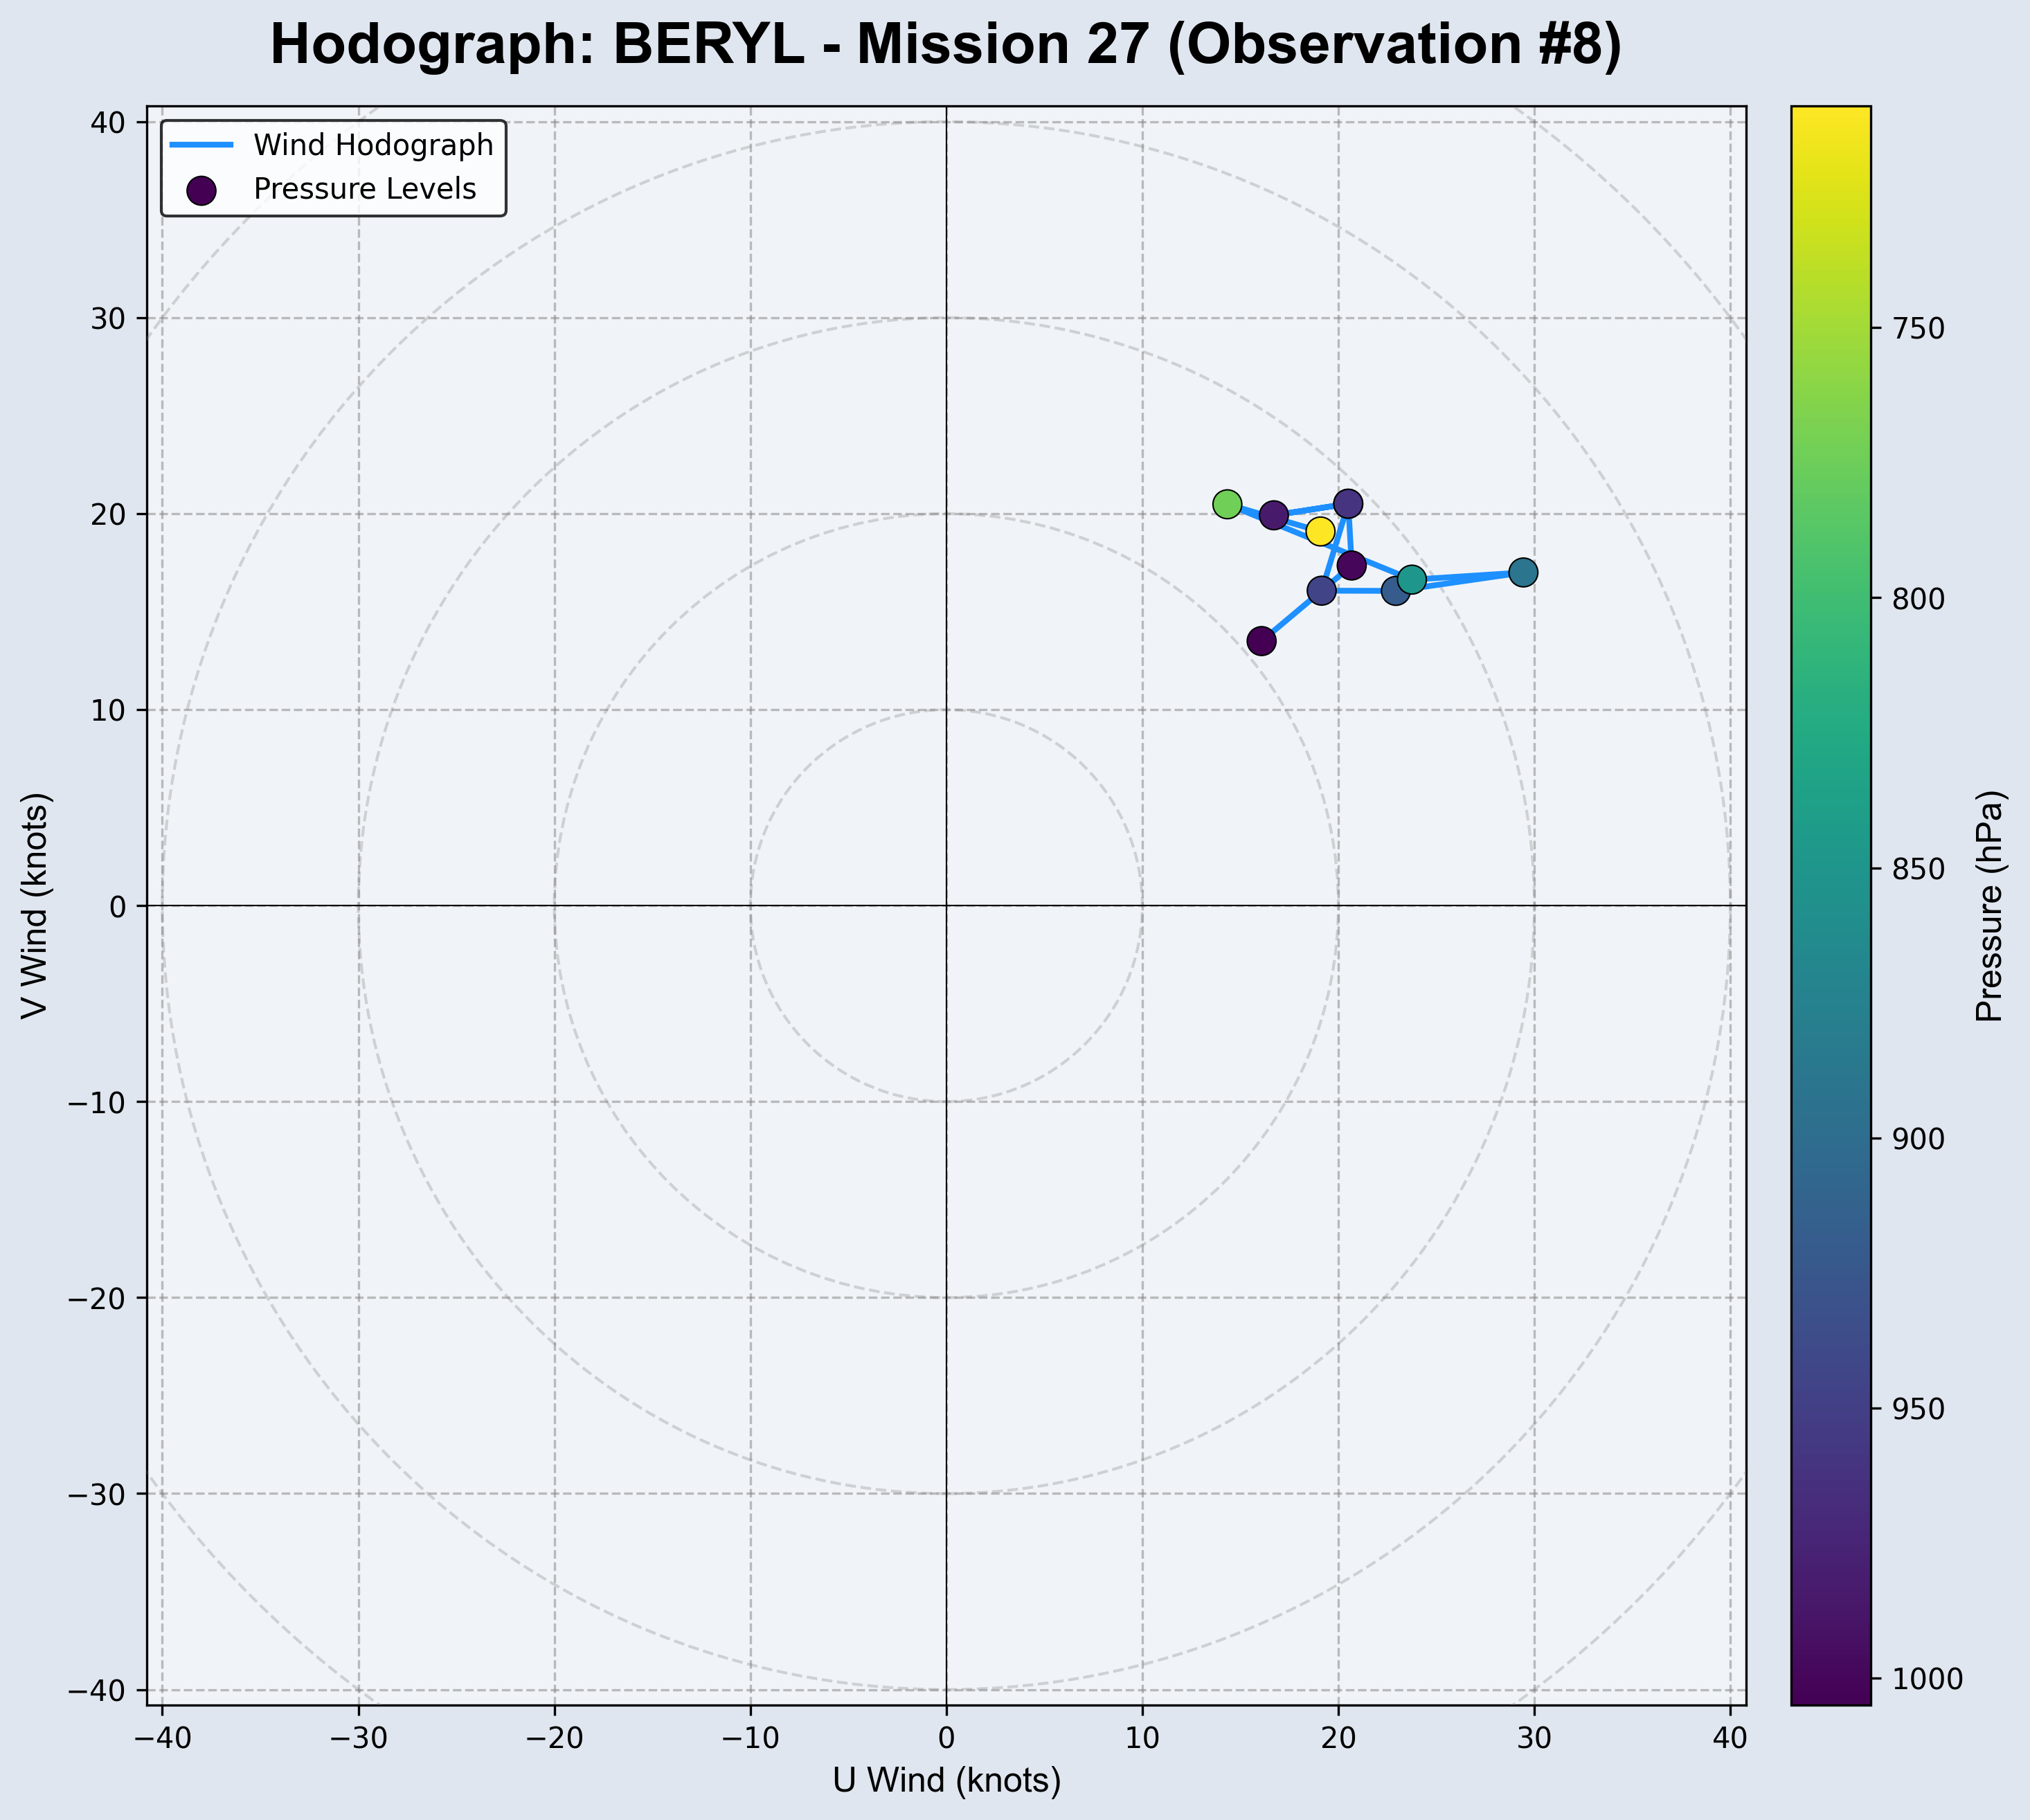 Hodograph: BERYL - Mission 27 (Observation #8)
Wind Hodograph
Pressure Levels
40
30
20
10
0
−10
−20
−30
−40
V Wind (knots)
−40 −30 −20 −10 0 10 20 30 40
U Wind (knots)
750
800
850
900
950
1000
Pressure (hPa)